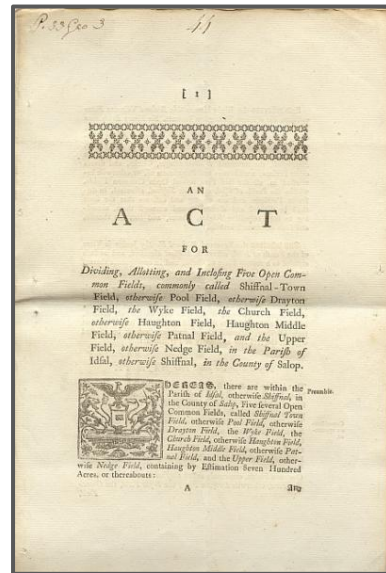 P. 33 Geo 3
41
[ 1 ]
AN
ACT
FOR
Dividing, Allotting, and Inclosing Five Open Com-
mon Fields, commonly called Shiffnal-Town
Field, otherwise Pool Field, otherwise Drayton
Field, the Wyke Field, the Church Field,
otherwise Haughton Field, Haughton Middle
Field, otherwise Patnal Field, and the Upper
Field, otherwise Nedge Field, in the Parish of
Idsal, otherwise Shiffnal, in the County of Salop.
there are within the
Preamble.
Parish of Idsal, otherwise Shiffnal, in
the County of Salop, Five several Open
Common Fields, called Shiffnal Town
Field, otherwise Pool Field, otherwise
Drayton Field, the Wyke Field, the
Church Field, otherwise Haughton Field,
Haughton Middle Field, otherwise Pat-
nal Field, and the Upper Field, other-
wise Nedge Field, containing by Estimation Seven Hundred
Acres, or thereabouts:
A
And